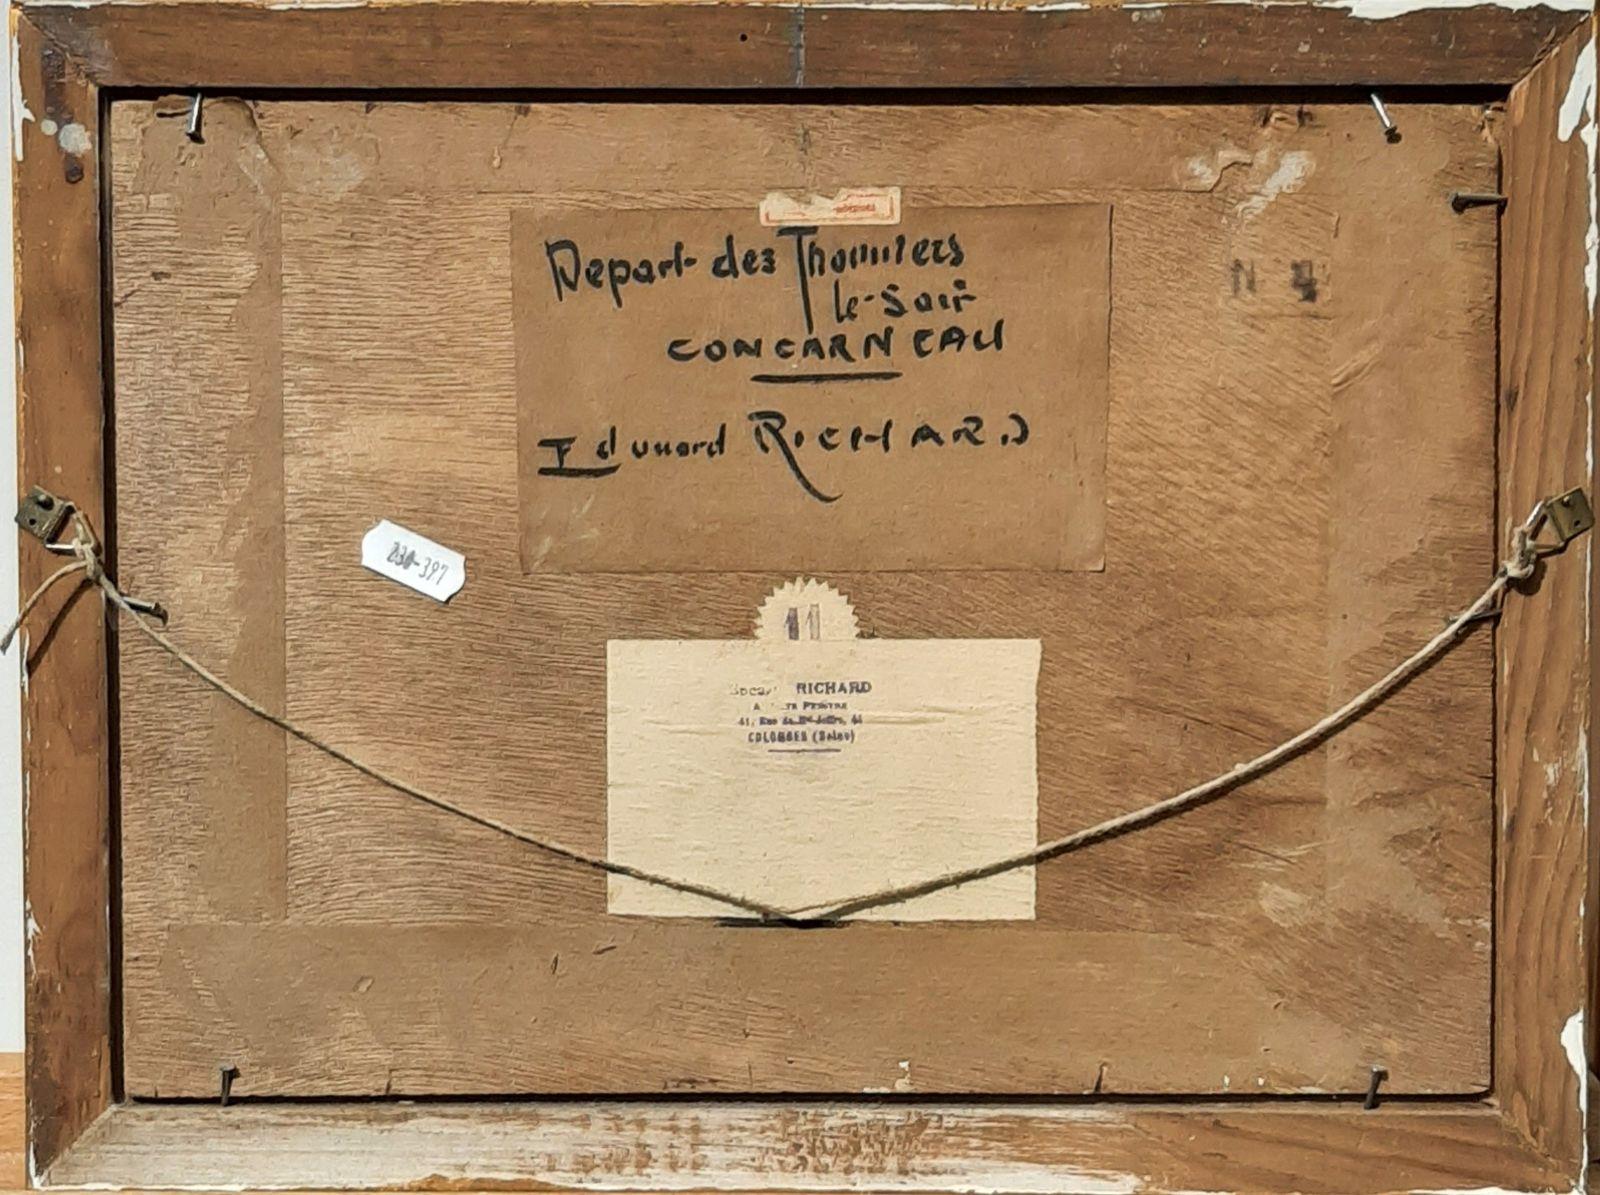 Depart des Thoniers
le Soir
CONCARNEAU
Edouard RICHARD
N
230-397
11
RICHARD
COLOMBES (Seine)